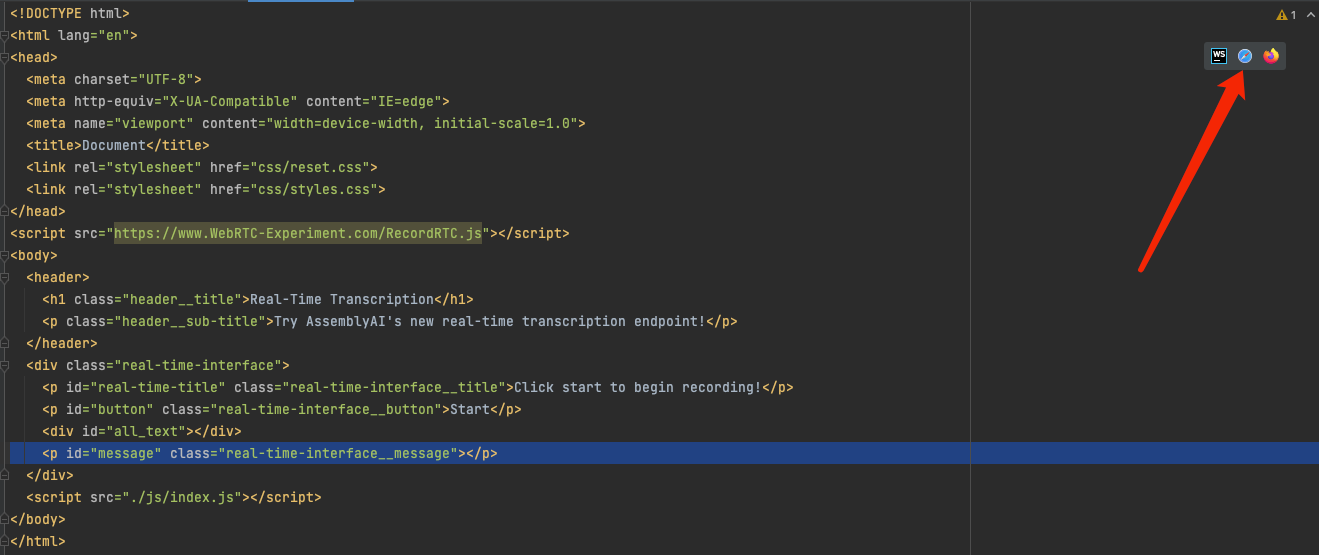 <!DOCTYPE html>
1
<html lang="en">
<head>
WS
<meta charset="UTF-8">
<meta http-equiv="X-UA-Compatible" content="IE=edge">
<meta name="viewport" content="width=device-width, initial-scale=1.0">
<title>Document</title>
<link rel="stylesheet" href="css/reset.css">
<link rel="stylesheet" href="css/styles.css">
</head>
<script src="https://www.WebRTC-Experiment.com/RecordRTC.js"></script>
<body>
<header>
<h1 class="header__title">Real-Time Transcription</h1>
<p class="header__sub-title">Try AssemblyAI's new real-time transcription endpoint!</p>
</header>
<div class="real-time-interface">
<p id="real-time-title" class="real-time-interface__title">Click start to begin recording!</p>
<p id="button" class="real-time-interface__button">Start</p>
<div id="all_text"></div>
<p id="message" class="real-time-interface__message"></p>
</div>
<script src="./js/index.js"></script>
</body>
</html>